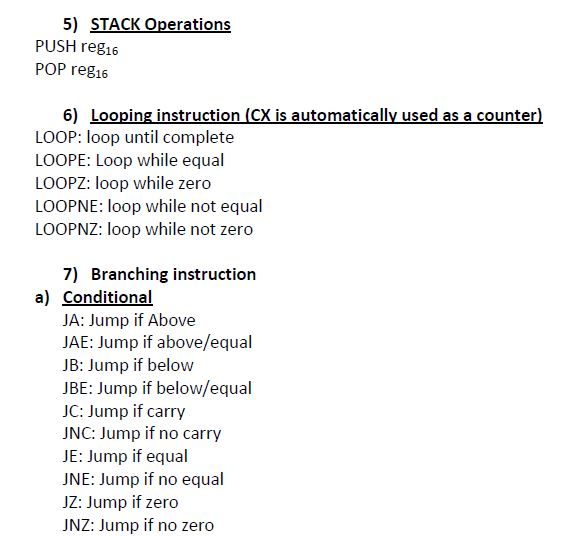 5) STACK Operations
PUSH reg16
POP reg16
6) Looping instruction (CX is automatically used as a counter)
LOOP: loop until complete
LOOPE: Loop while equal
LOOPZ: loop while zero
LOOPNE: loop while not equal
LOOPNZ: loop while not zero
7) Branching instruction
a) Conditional
JA: Jump if Above
JAE: Jump if above/equal
JB: Jump if below
JBE: Jump if below/equal
JC: Jump if carry
JNC: Jump if no carry
JE: Jump if equal
JNE: Jump if no equal
JZ: Jump if zero
JNZ: Jump if no zero